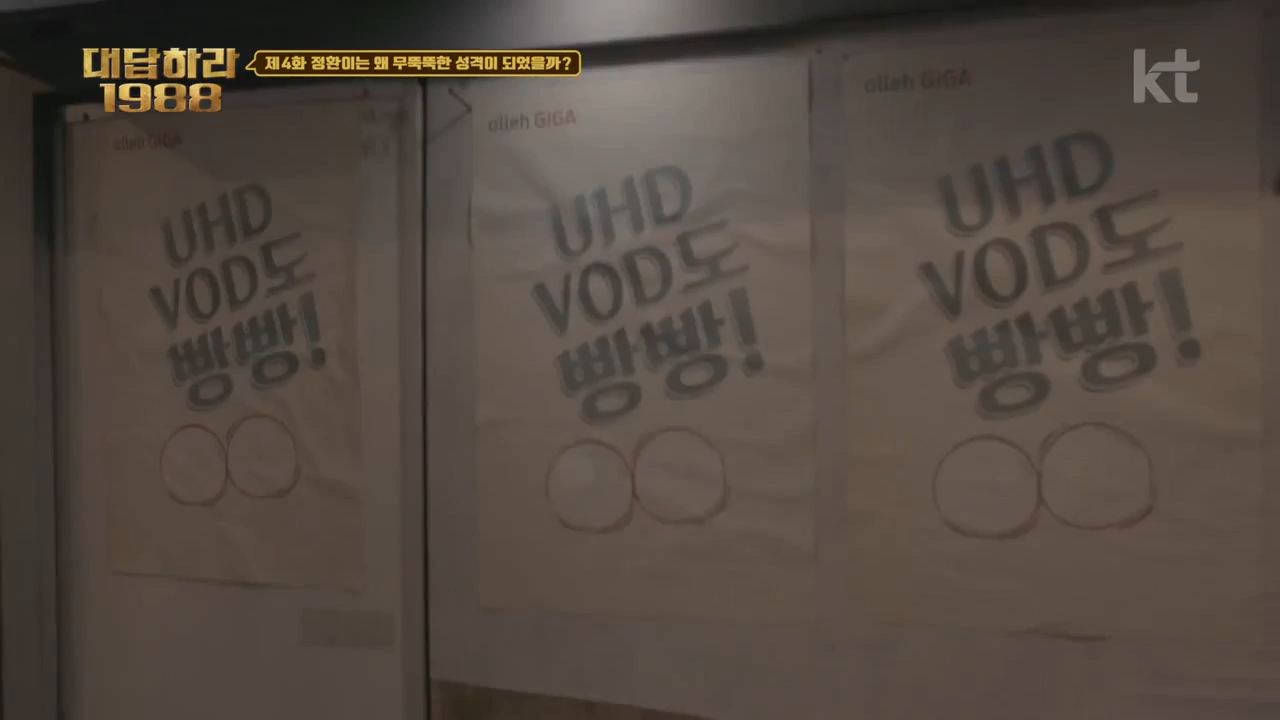 대답하라
1988
제4화 정환이는 왜 무뚝뚝한 성격이 되었을까?
kt
olleh GiGA
UHD
VOD도
빵빵!
olleh GiGA
UHD
VOD도
빵빵!
olleh GiGA
UHD
VOD도
빵빵!